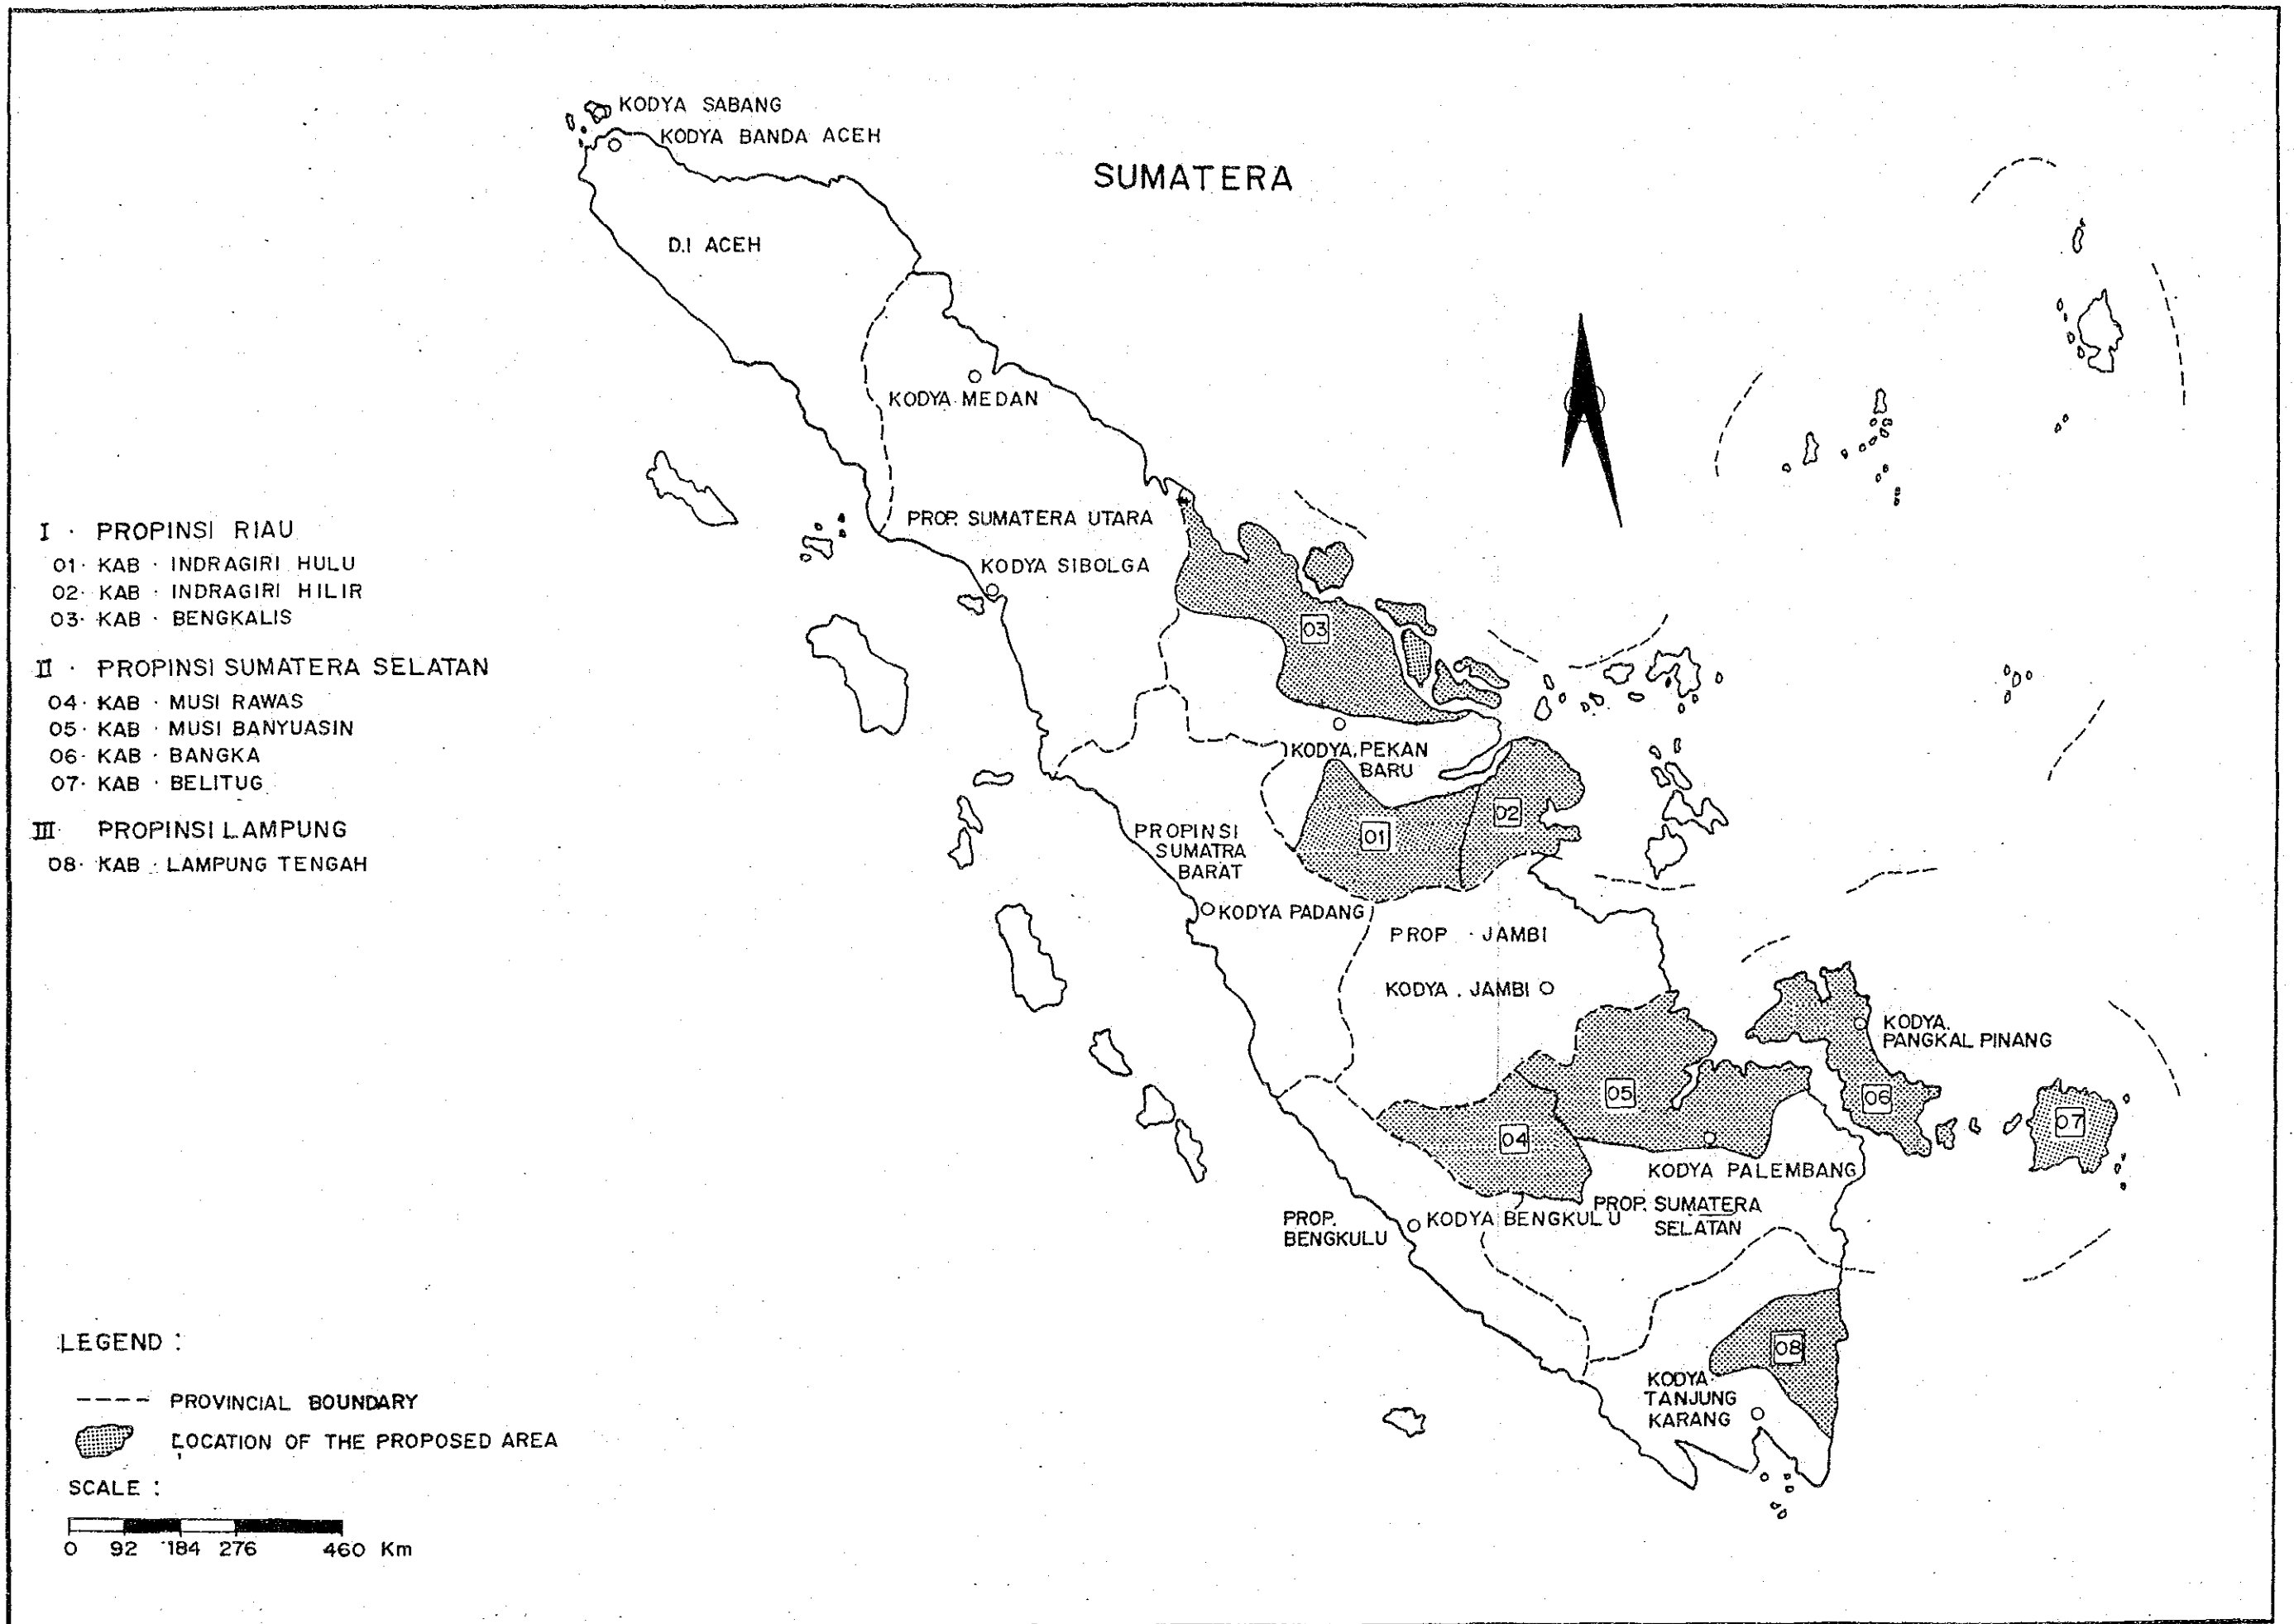 SUMATERA
KODYA SABANG
KODYA BANDA ACEH
D.I ACEH
KODYA MEDAN
PROP. SUMATERA UTARA
KODYA SIBOLGA
I · PROPINSI RIAU
01· KAB · INDRAGIRI HULU
02· KAB · INDRAGIRI HILIR
03· KAB · BENGKALIS
II · PROPINSI SUMATERA SELATAN
04· KAB · MUSI RAWAS
05· KAB · MUSI BANYUASIN
06· KAB · BANGKA
07· KAB · BELITUG
III· PROPINSI LAMPUNG
08· KAB · LAMPUNG TENGAH
03
KODYA. PEKAN
BARU
02
01
PROPINSI
SUMATRA
BARAT
KODYA PADANG
PROP · JAMBI
KODYA . JAMBI
KODYA.
PANGKAL PINANG
05
06
07
04
KODYA PALEMBANG
PROP. SUMATERA
SELATAN
PROP.
BENGKULU
KODYA BENGKULU
08
KODYA
TANJUNG
KARANG
LEGEND :
PROVINCIAL BOUNDARY
LOCATION OF THE PROPOSED AREA
SCALE :
0 92 184 276 460 Km